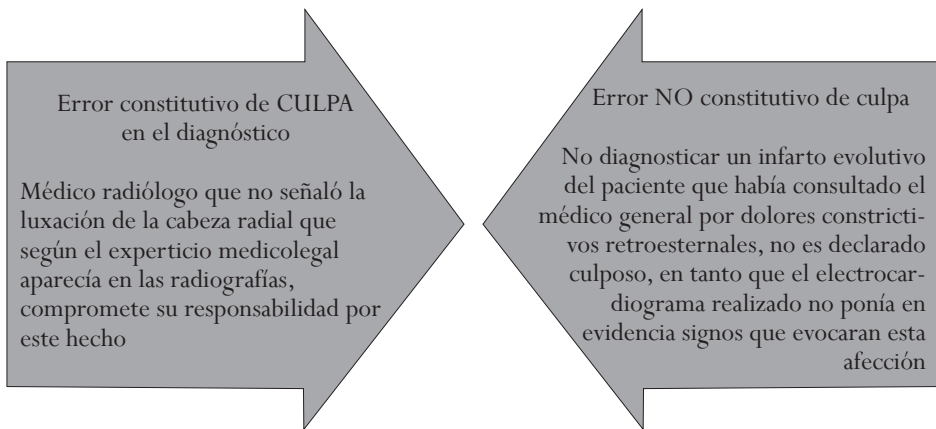 Error constitutivo de CULPA
en el diagnóstico
Médico radiólogo que no señaló la
luxación de la cabeza radial que
según el experticio medicolegal
aparecía en las radiografías,
compromete su responsabilidad por
este hecho
Error NO constitutivo de culpa
No diagnosticar un infarto evolutivo
del paciente que había consultado el
médico general por dolores constricti-
vos retroesternales, no es declarado
culposo, en tanto que el electrocar-
diograma realizado no ponía en
evidencia signos que evocaran esta
afección